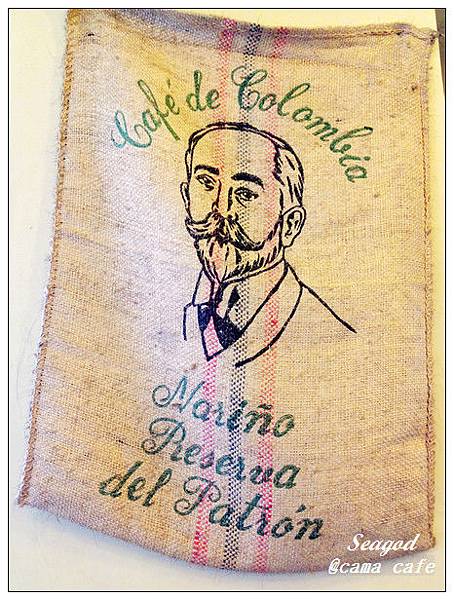 Café de Colombia
Nariño
Reserva
del Patrón
Seagod
@cama cafe